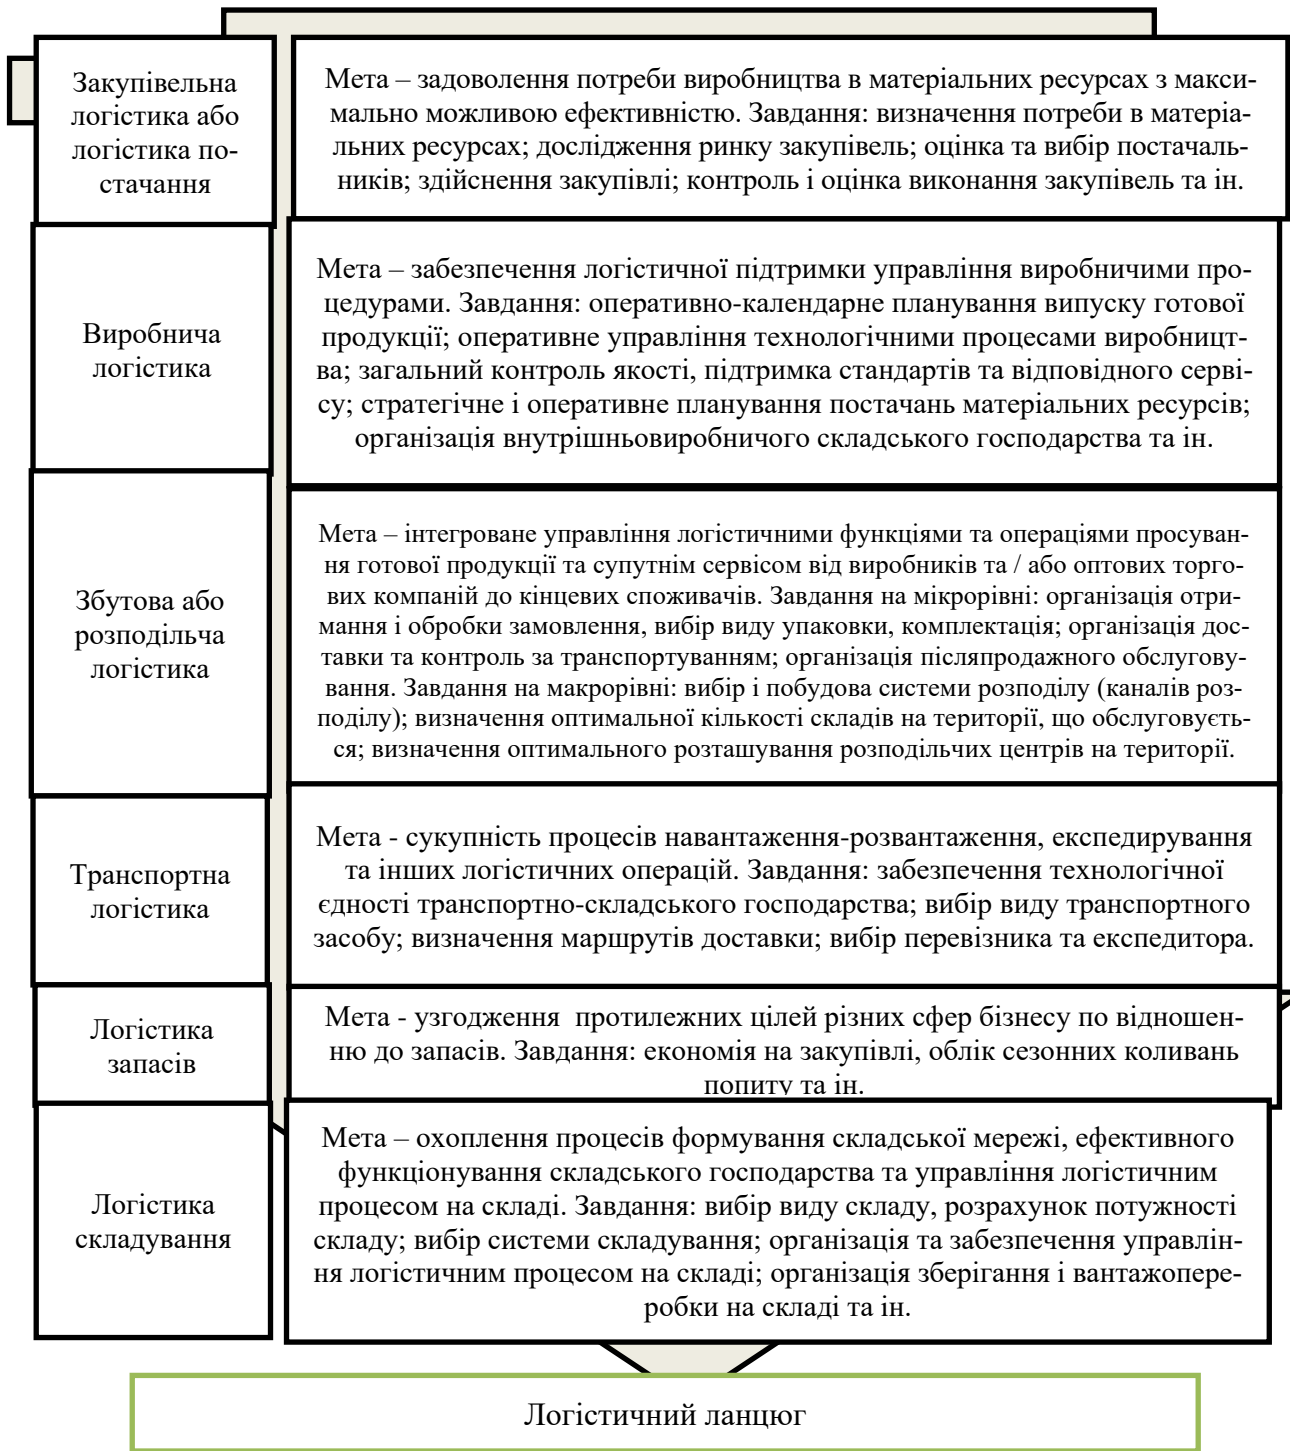 Закупівельна
логістика або
логістика по-
стачання
Мета – задоволення потреби виробництва в матеріальних ресурсах з макси-
мально можливою ефективністю. Завдання: визначення потреби в матеріа-
льних ресурсах; дослідження ринку закупівель; оцінка та вибір постачаль-
ників; здійснення закупівлі; контроль і оцінка виконання закупівель та ін.
Виробнича
логістика
Мета – забезпечення логістичної підтримки управління виробничими про-
цедурами. Завдання: оперативно-календарне планування випуску готової
продукції; оперативне управління технологічними процесами виробницт-
ва; загальний контроль якості, підтримка стандартів та відповідного серві-
су; стратегічне і оперативне планування постачань матеріальних ресурсів;
організація внутрішньовиробничого складського господарства та ін.
Збутова або
розподільча
логістика
Мета – інтегроване управління логістичними функціями та операціями просуван-
ня готової продукції та супутнім сервісом від виробників та / або оптових торго-
вих компаній до кінцевих споживачів. Завдання на мікрорівні: організація отри-
мання і обробки замовлення, вибір виду упаковки, комплектація; організація дос-
тавки та контроль за транспортуванням; організація післяпродажного обслугову-
вання. Завдання на макрорівні: вибір і побудова системи розподілу (каналів роз-
поділу); визначення оптимальної кількості складів на території, що обслуговуєть-
ся; визначення оптимального розташування розподільчих центрів на території.
Транспортна
логістика
Мета - сукупність процесів навантаження-розвантаження, експедирування
та інших логістичних операцій. Завдання: забезпечення технологічної
єдності транспортно-складського господарства; вибір виду транспортного
засобу; визначення маршрутів доставки; вибір перевізника та експедитора.
Логістика
запасів
Мета - узгодження  протилежних цілей різних сфер бізнесу по відношен-
ню до запасів. Завдання: економія на закупівлі, облік сезонних коливань
попиту та ін.
Логістика
складування
Мета – охоплення процесів формування складської мережі, ефективного
функціонування складського господарства та управління логістичним
процесом на складі. Завдання: вибір виду складу, розрахунок потужності
складу; вибір системи складування; організація та забезпечення управлін-
ня логістичним процесом на складі; організація зберігання і вантажопере-
робки на складі та ін.
Логістичний ланцюг